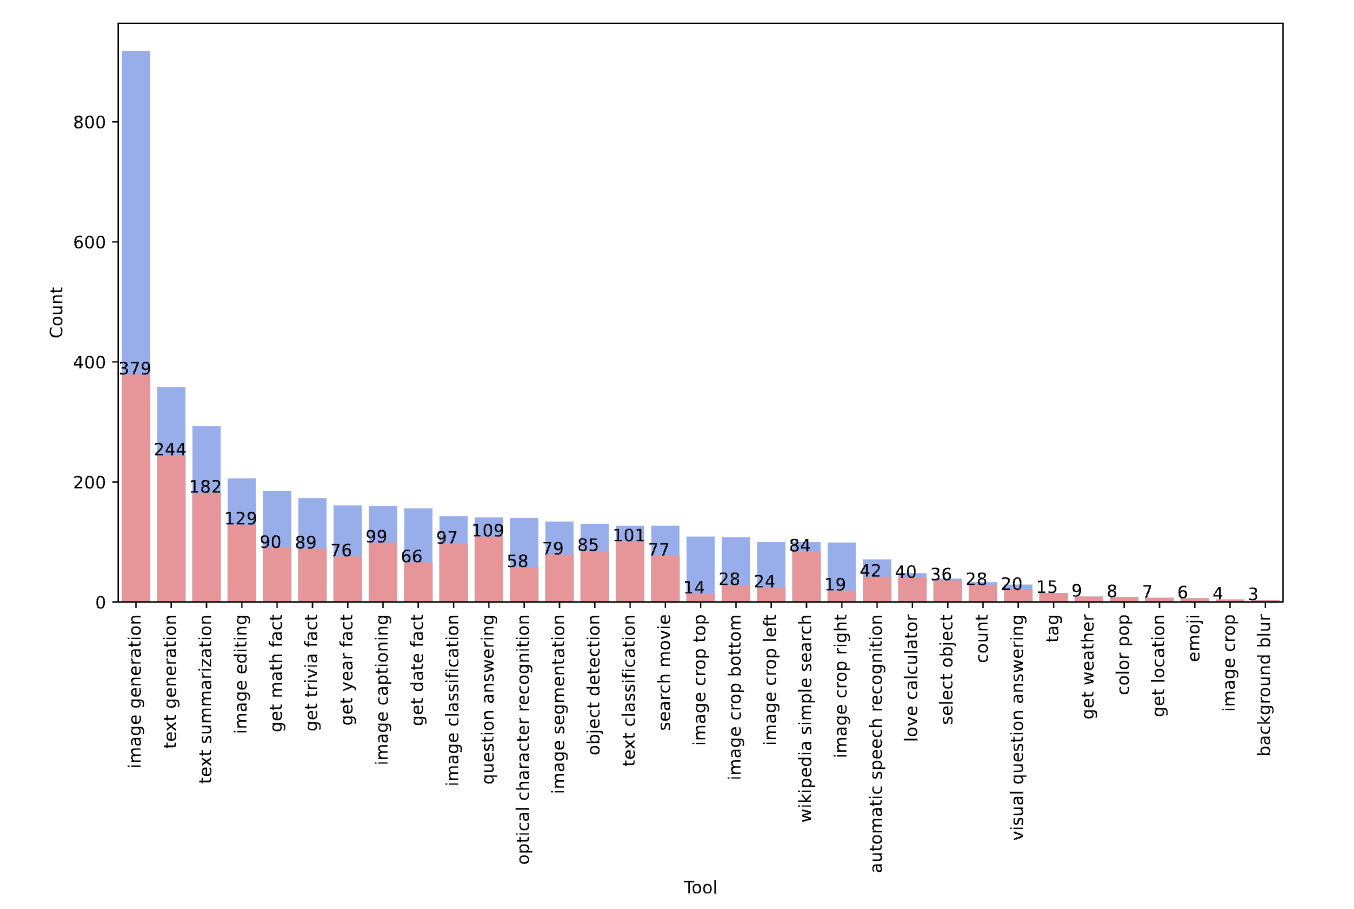 800
600
400
200
0
Count
379
244
182
129
90
89
76
99
66
97
109
58
79
85
101
77
14
28
24
84
19
42
40
36
28
20
15
9
8
7
6
4
3
image generation
text generation
text summarization
image editing
get math fact
get trivia fact
get year fact
image captioning
get date fact
image classification
question answering
optical character recognition
image segmentation
object detection
text classification
search movie
image crop top
image crop bottom
image crop left
wikipedia simple search
image crop right
automatic speech recognition
love calculator
select object
count
visual question answering
tag
get weather
color pop
get location
emoji
image crop
background blur
Tool